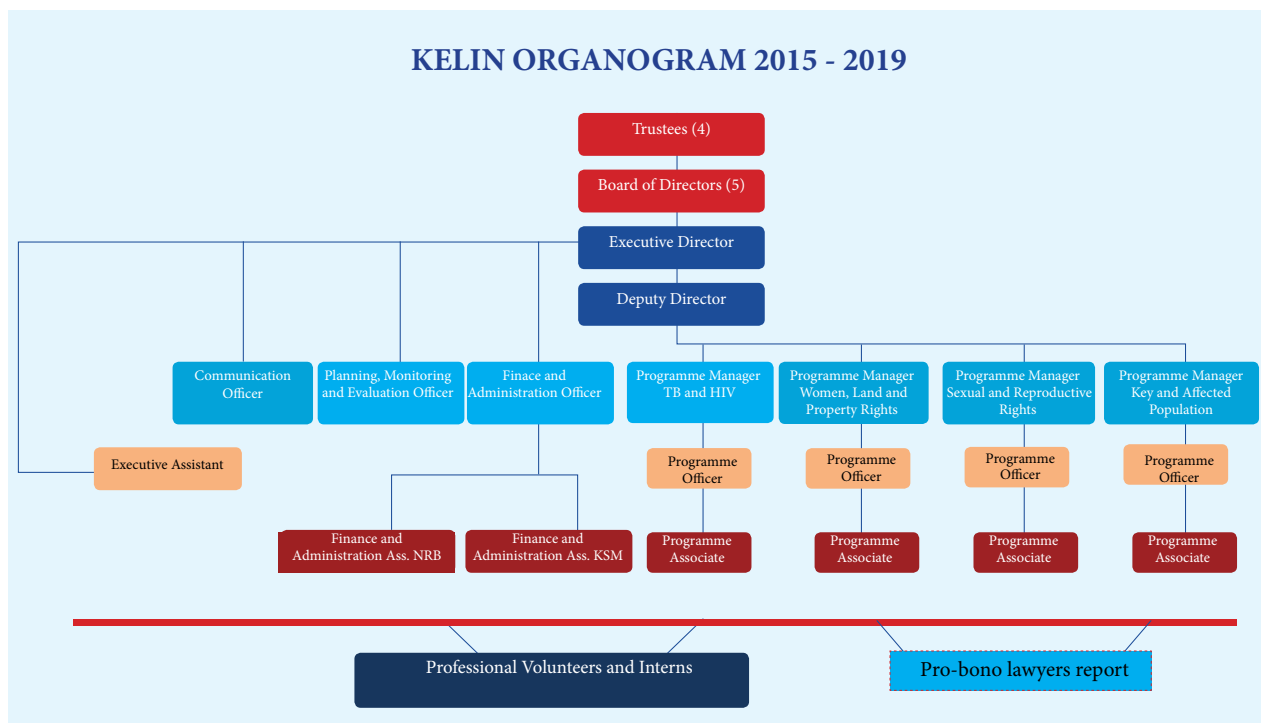 KELIN ORGANOGRAM 2015 - 2019
Trustees (4)
Board of Directors (5)
Executive Director
Deputy Director
Communication
Officer
Planning, Monitoring
and Evaluation Officer
Finace and
Administration Officer
Programme Manager
TB and HIV
Programme Manager
Women, Land and
Property Rights
Programme Manager
Sexual and Reproductive
Rights
Programme Manager
Key and Affected
Population
Executive Assistant
Programme
Officer
Programme
Officer
Programme
Officer
Programme
Officer
Finance and
Administration Ass. NRB
Finance and
Administration Ass. KSM
Programme
Associate
Programme
Associate
Programme
Associate
Programme
Associate
Professional Volunteers and Interns
Pro-bono lawyers report